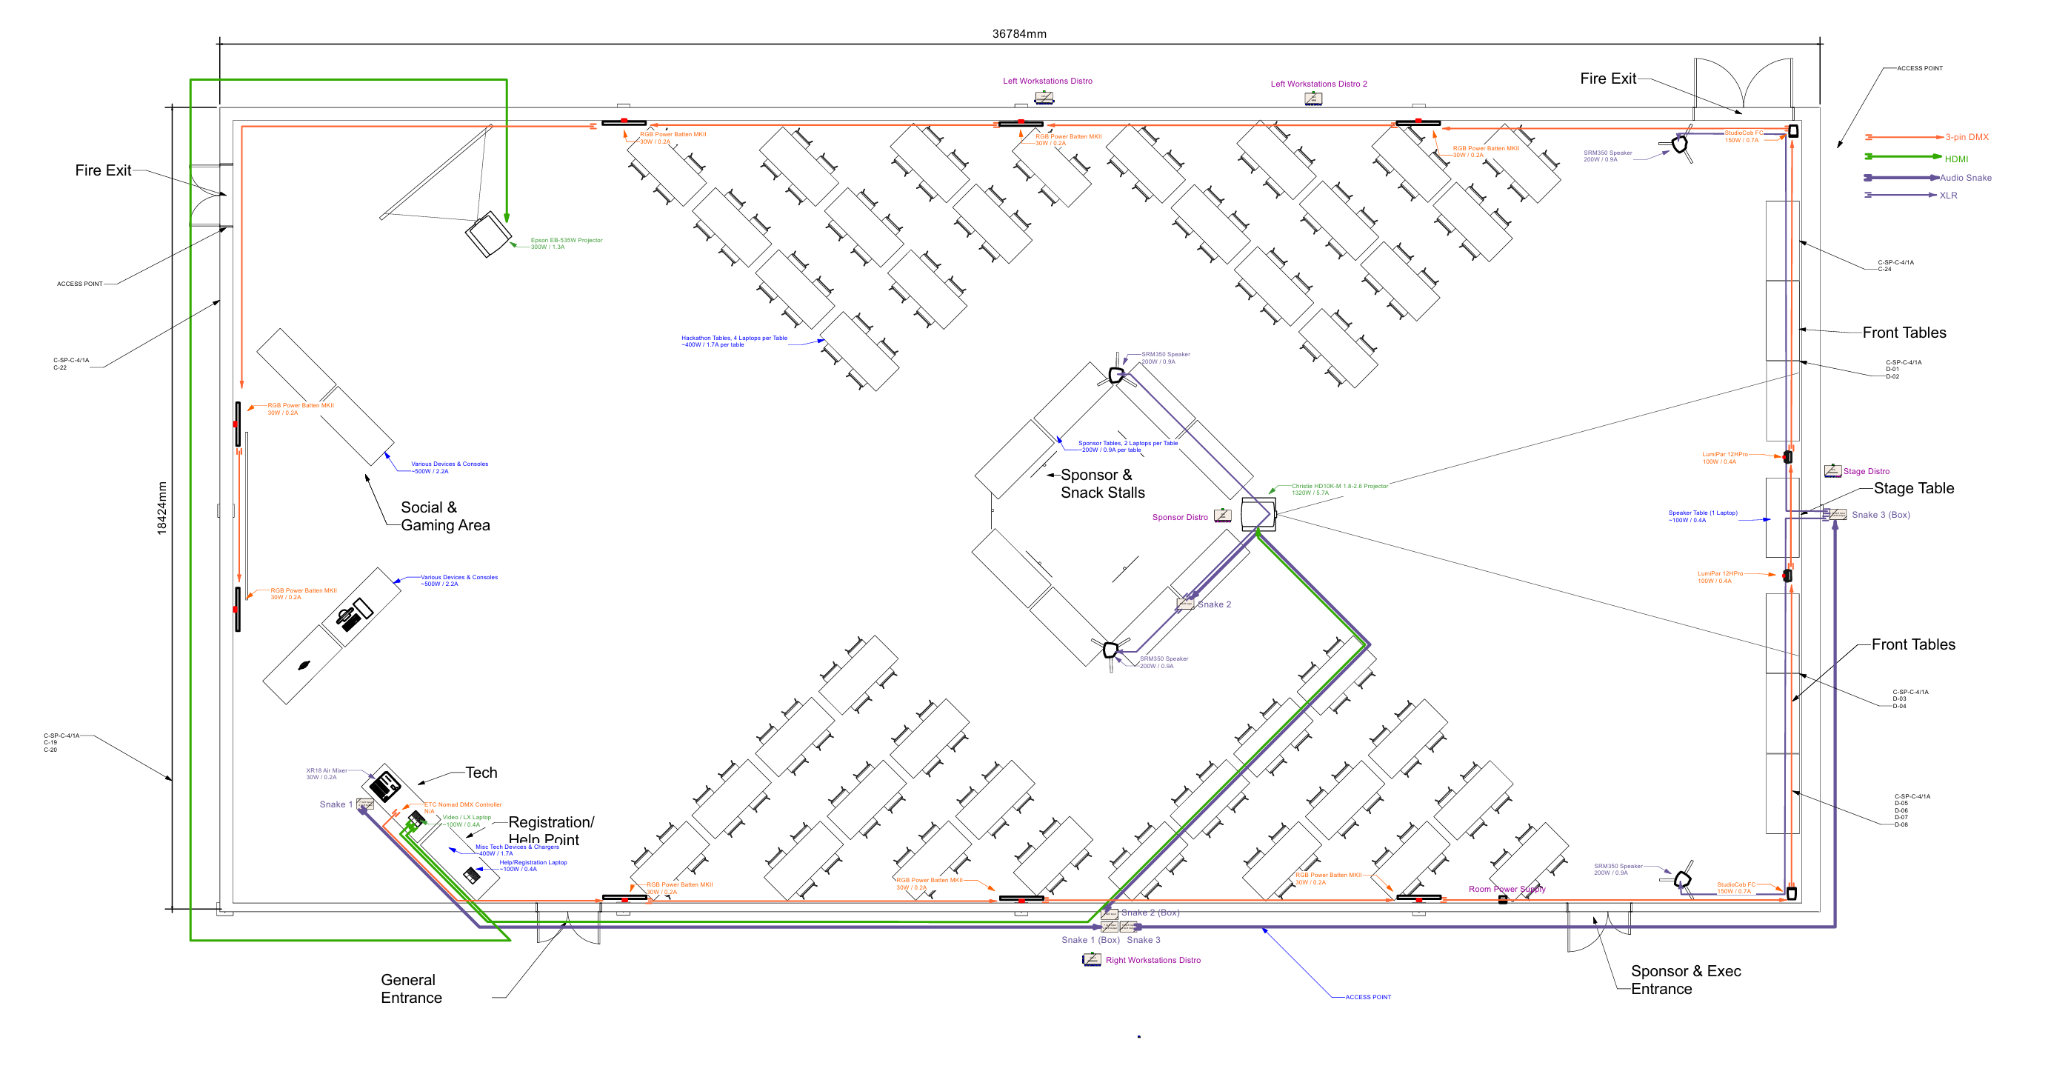 36784mm
Left Workstations Distro
Left Workstations Distro 2
Fire Exit
ACCESS POINT
RGB Power Batten MKII
30W / 0.2A
RGB Power Batten MKII
30W / 0.2A
RGB Power Batten MKII
30W / 0.2A
StudioCob FC
150W / 0.7A
SRM350 Speaker
200W / 0.9A
3-pin DMX
HDMI
Audio Snake
XLR
Fire Exit
Epson EB-535W Projector
300W / 1.3A
ACCESS POINT
C-SP-C-4/1A
C-24
Front Tables
Hackathon Tables, 4 Laptops per Table
~400W / 1.7A per table
C-SP-C-4/1A
C-22
SRM350 Speaker
200W / 0.9A
C-SP-C-4/1A
D-01
D-02
RGB Power Batten MKII
30W / 0.2A
Various Devices & Consoles
~500W / 2.2A
Sponsor Tables, 2 Laptops per Table
~200W / 0.9A per table
Sponsor &
Snack Stalls
LumiPar 12HPro
100W / 0.4A
Stage Distro
Stage Table
Christie HD10K-M 1.8-2.6 Projector
1320W / 5.7A
Social &
Gaming Area
18424mm
Sponsor Distro
Speaker Table (1 Laptop)
~100W / 0.4A
Snake 3 (Box)
Various Devices & Consoles
~500W / 2.2A
RGB Power Batten MKII
30W / 0.2A
LumiPar 12HPro
100W / 0.4A
Snake 2
SRM350 Speaker
200W / 0.9A
Front Tables
C-SP-C-4/1A
D-03
D-04
C-SP-C-4/1A
C-19
C-20
XR18 Air Mixer
30W / 0.2A
Tech
Snake 1
ETC Nomad DMX Controller
N/A
Video / LX Laptop
~100W / 0.4A
Registration/
Help Point
Misc Tech Devices & Chargers
~400W / 1.7A
Help/Registration Laptop
~100W / 0.4A
C-SP-C-4/1A
D-05
D-06
D-07
D-08
RGB Power Batten MKII
30W / 0.2A
RGB Power Batten MKII
30W / 0.2A
RGB Power Batten MKII
30W / 0.2A
Room Power Supply
SRM350 Speaker
200W / 0.9A
StudioCob FC
150W / 0.7A
Snake 2 (Box)
Snake 1 (Box)
Snake 3
Right Workstations Distro
General
Entrance
ACCESS POINT
Sponsor & Exec
Entrance